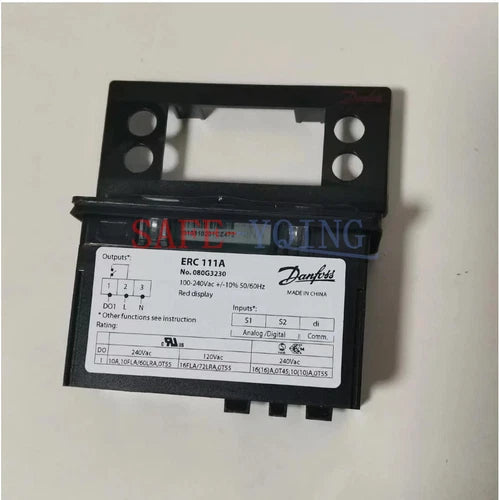 Danfoss
SAFE YQING
ERC 111A
No. 080G3230
100-240Vac +/-10% 50/60Hz
Red display
Danfoss
MADE IN CHINA
Outputs*:
1 2 3
DO1 L N
* Other functions see instruction
Inputs*:
S1 S2 di
Analog /Digital Comm.
Rating:
DO 240Vac 120Vac 240Vac
1 10A,10FLA/60LRA,0T55 16FLA/72LRA,0T55 16(16)A,0T45;10(10)A,0T55